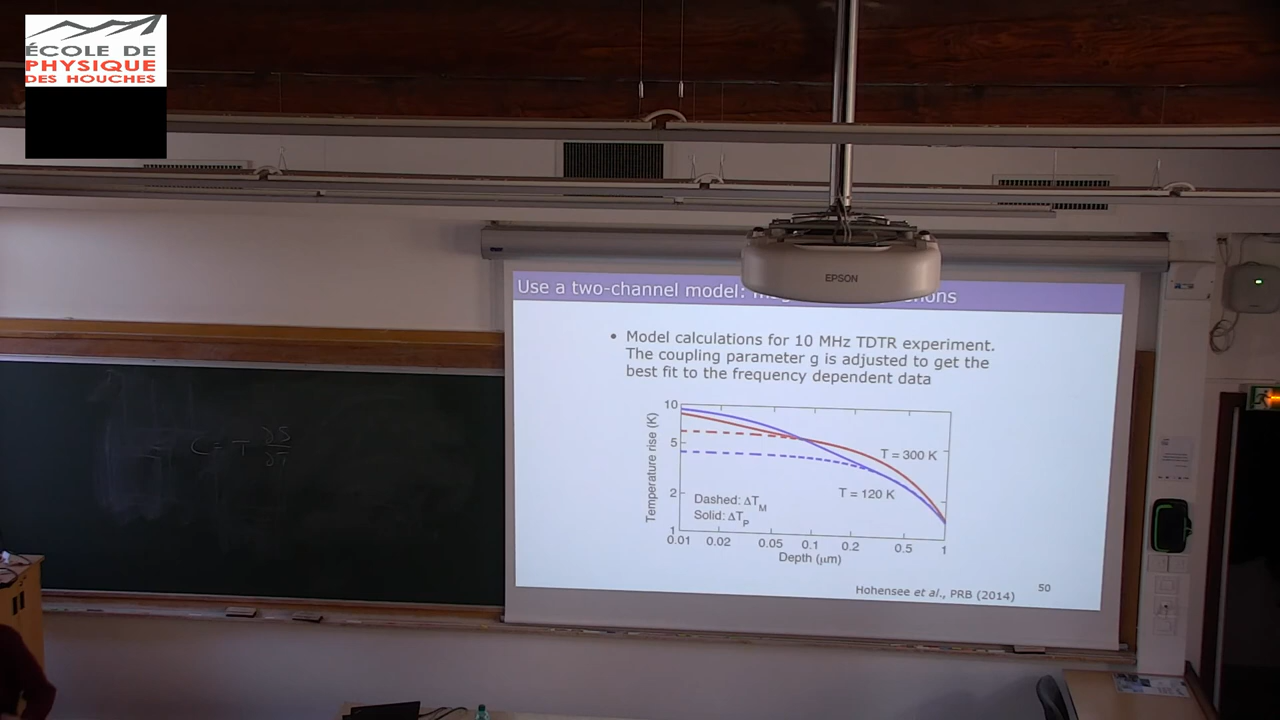 ÉCOLE DE
PHYSIQUE
DES HOUCHES
EPSON
Use a two-channel model:
• Model calculations for 10 MHz TDTR experiment.
The coupling parameter g is adjusted to get the
best fit to the frequency dependent data
Temperature rise (K)
10
5
2
1
T = 300 K
T = 120 K
Dashed: ΔT_M
Solid: ΔT_P
0.01 0.02 0.05 0.1 0.2 0.5 1
Depth (μm)
Hohensee et al., PRB (2014)
50
C = T ∂S/∂T